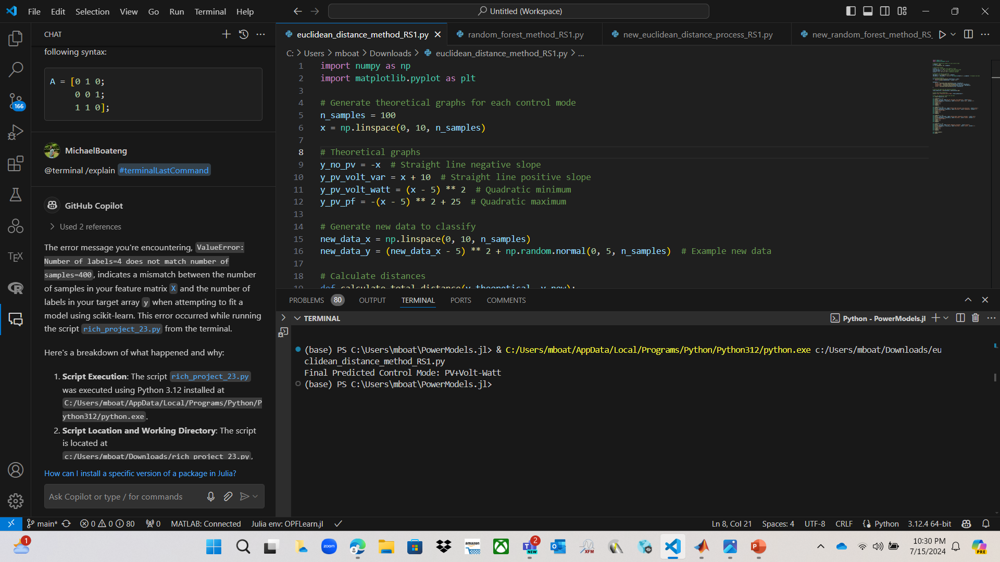 File Edit Selection View Go Run Terminal Help
Untitled (Workspace)
CHAT
following syntax:
A = [0 1 0;
0 0 1;
1 1 0];
MichaelBoateng
@terminal /explain #terminalLastCommand
GitHub Copilot
Used 2 references
The error message you're encountering, ValueError:
Number of labels=4 does not match number of
samples=400, indicates a mismatch between the number
of samples in your feature matrix X and the number of
labels in your target array y when attempting to fit a
model using scikit-learn. This error occurred while running
the script rich_project_23.py from the terminal.
Here's a breakdown of what happened and why:
1. Script Execution: The script rich_project_23.py
was executed using Python 3.12 installed at
C:/Users/mboat/AppData/Local/Programs/Python/P
ython312/python.exe.
2. Script Location and Working Directory: The script
is located at
c:/Users/mboat/Downloads/rich_project_23.py,
How can I install a specific version of a package in Julia?
Ask Copilot or type / for commands
166
TEX
euclidean_distance_method_RS1.py
random_forest_method_RS1.py
new_euclidean_distance_process_RS1.py
new_random_forest_method_RS
C: > Users > mboat > Downloads > euclidean_distance_method_RS1.py > ...
1 import numpy as np
2 import matplotlib.pyplot as plt
3
4 # Generate theoretical graphs for each control mode
5 n_samples = 100
6 x = np.linspace(0, 10, n_samples)
7
8 # Theoretical graphs
9 y_no_pv = -x  # Straight line negative slope
10 y_pv_volt_var = x + 10  # Straight line positive slope
11 y_pv_volt_watt = (x - 5) ** 2  # Quadratic minimum
12 y_pv_pf = -(x - 5) ** 2 + 25  # Quadratic maximum
13
14 # Generate new data to classify
15 new_data_x = np.linspace(0, 10, n_samples)
16 new_data_y = (new_data_x - 5) ** 2 + np.random.normal(0, 5, n_samples)  # Example new data
17
18 # Calculate distances
19 def calculate_total_distance(y_theoretical, y_new):
PROBLEMS 80 OUTPUT TERMINAL PORTS COMMENTS
TERMINAL
Python - PowerModels.jl
(base) PS C:\Users\mboat\PowerModels.jl> & C:/Users/mboat/AppData/Local/Programs/Python/Python312/python.exe c:/Users/mboat/Downloads/eu
clidean_distance_method_RS1.py
Final Predicted Control Mode: PV+Volt-Watt
(base) PS C:\Users\mboat\PowerModels.jl>
main* 0 0 80 0 MATLAB: Connected Julia env: OPFLearn.jl
Ln 8, Col 21 Spaces: 4 UTF-8 CRLF Python 3.12.4 64-bit
1
zoom
amazon
2
NEW
XFM
10:30 PM
7/15/2024
PRE